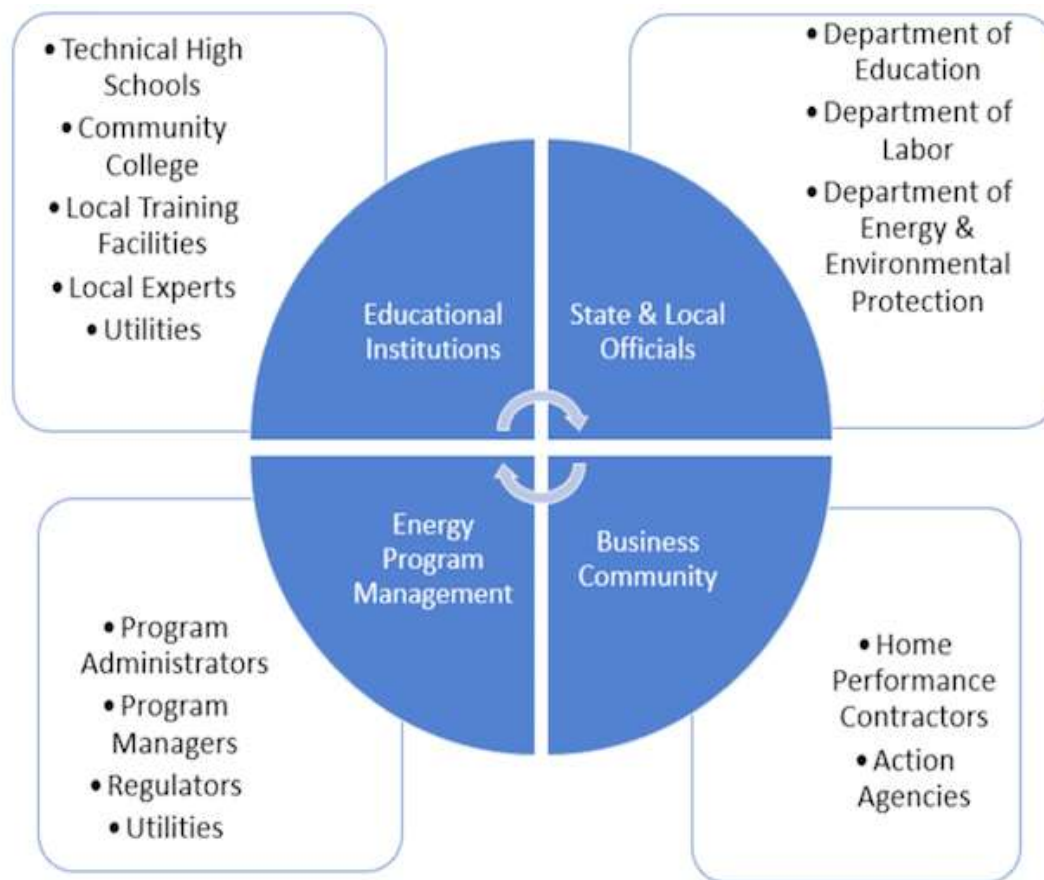 • Technical High
Schools
• Community
College
• Local Training
Facilities
• Local Experts
• Utilities
• Department of
Education
• Department of
Labor
• Department of
Energy &
Environmental
Protection
Educational
Institutions
State & Local
Officials
Energy
Program
Management
Business
Community
• Program
Administrators
• Program
Managers
• Regulators
• Utilities
• Home
Performance
Contractors
• Action
Agencies